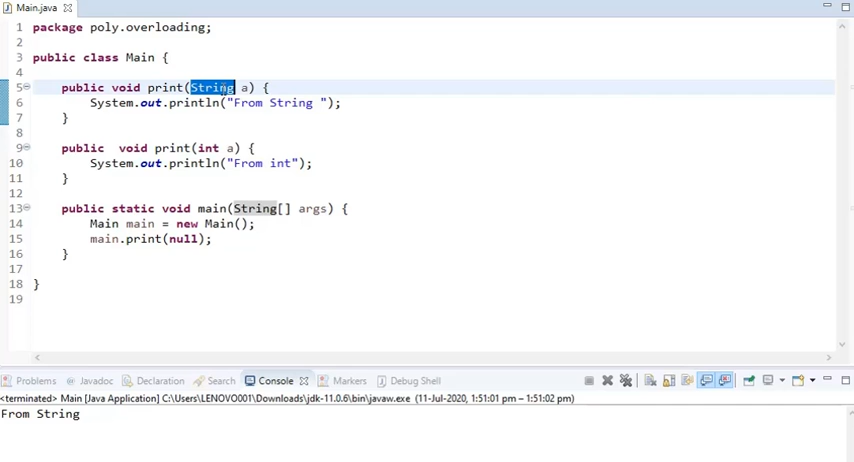 Main.java
1 package poly.overloading;
2
3 public class Main {
4
5 public void print(String a) {
6 System.out.println("From String ");
7 }
8
9 public  void print(int a) {
10 System.out.println("From int");
11 }
12
13 public static void main(String[] args) {
14 Main main = new Main();
15 main.print(null);
16 }
17
18 }
19
Problems Javadoc Declaration Search Console Markers Debug Shell
<terminated> Main [Java Application] C:\Users\LENOVO001\Downloads\jdk-11.0.6\bin\javaw.exe (11-Jul-2020, 1:51:01 pm – 1:51:02 pm)
From String